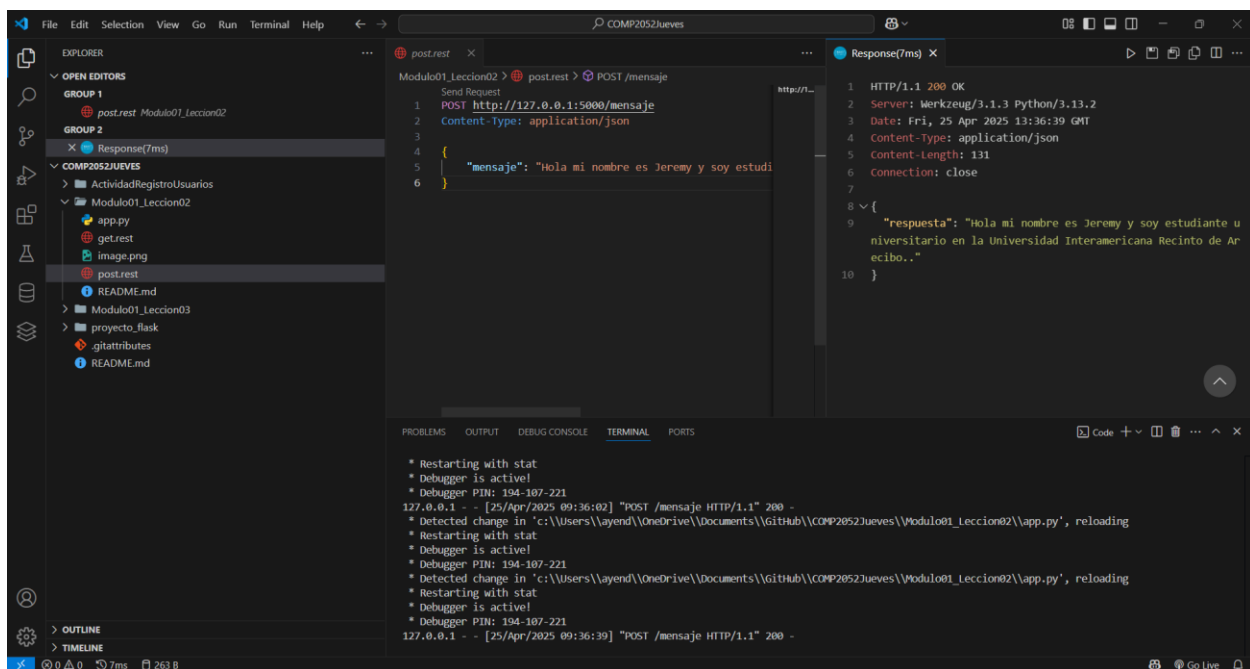 File Edit Selection View Go Run Terminal Help
COMP2052Jueves
EXPLORER
OPEN EDITORS
GROUP 1
post.rest Modulo01_Leccion02
GROUP 2
Response(7ms)
COMP2052JUEVES
ActividadRegistroUsuarios
Modulo01_Leccion02
app.py
get.rest
image.png
post.rest
README.md
Modulo01_Leccion03
proyecto_flask
.gitattributes
README.md
OUTLINE
TIMELINE
post.rest
Modulo01_Leccion02 > post.rest > POST /mensaje
Send Request
1 POST http://127.0.0.1:5000/mensaje
2 Content-Type: application/json
3
4 {
5 "mensaje": "Hola mi nombre es Jeremy y soy estudi
6 }
http://1...
Response(7ms)
1 HTTP/1.1 200 OK
2 Server: Werkzeug/3.1.3 Python/3.13.2
3 Date: Fri, 25 Apr 2025 13:36:39 GMT
4 Content-Type: application/json
5 Content-Length: 131
6 Connection: close
7
8 {
9 "respuesta": "Hola mi nombre es Jeremy y soy estudiante u
niversitario en la Universidad Interamericana Recinto de Ar
ecibo.."
10 }
PROBLEMS OUTPUT DEBUG CONSOLE TERMINAL PORTS
Code
* Restarting with stat
* Debugger is active!
* Debugger PIN: 194-107-221
127.0.0.1 - - [25/Apr/2025 09:36:02] "POST /mensaje HTTP/1.1" 200 -
* Detected change in 'c:\\Users\\ayend\\OneDrive\\Documents\\GitHub\\COMP2052Jueves\\Modulo01_Leccion02\\app.py', reloading
* Restarting with stat
* Debugger is active!
* Debugger PIN: 194-107-221
* Detected change in 'c:\\Users\\ayend\\OneDrive\\Documents\\GitHub\\COMP2052Jueves\\Modulo01_Leccion02\\app.py', reloading
* Restarting with stat
* Debugger is active!
* Debugger PIN: 194-107-221
127.0.0.1 - - [25/Apr/2025 09:36:39] "POST /mensaje HTTP/1.1" 200 -
0 0 0 7ms 263 B
Go Live